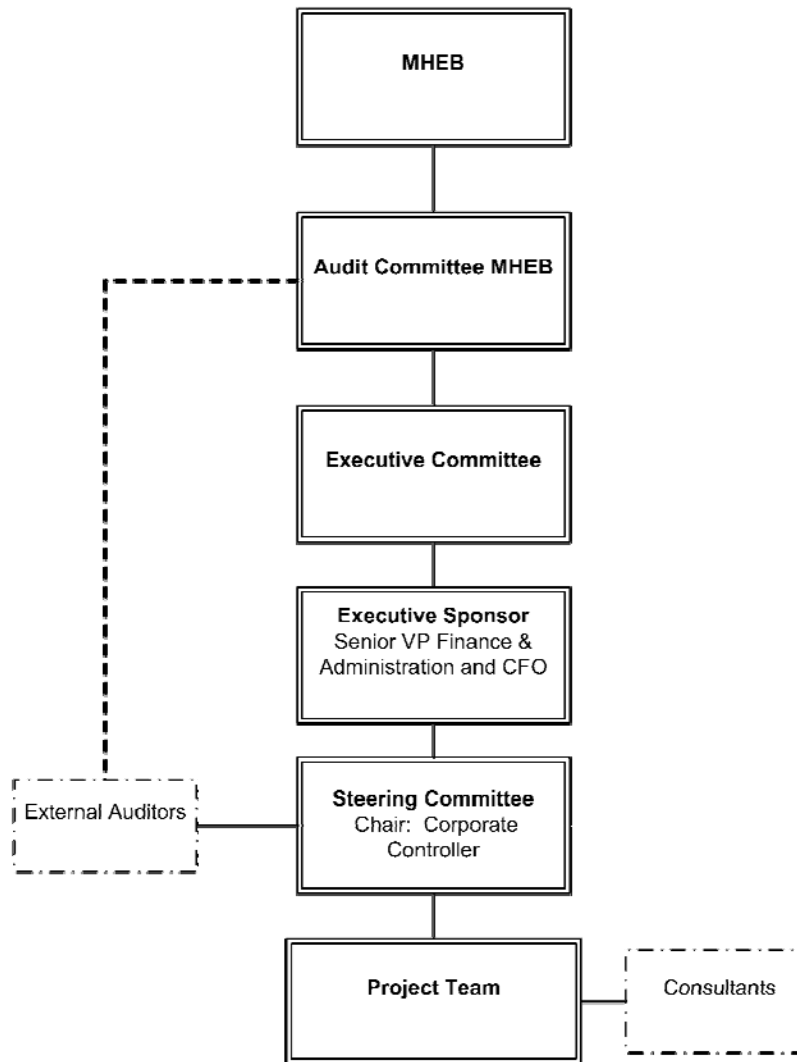 MHEB
Audit Committee MHEB
Executive Committee
Executive Sponsor
Senior VP Finance &
Administration and CFO
External Auditors
Steering Committee
Chair: Corporate
Controller
Project Team
Consultants